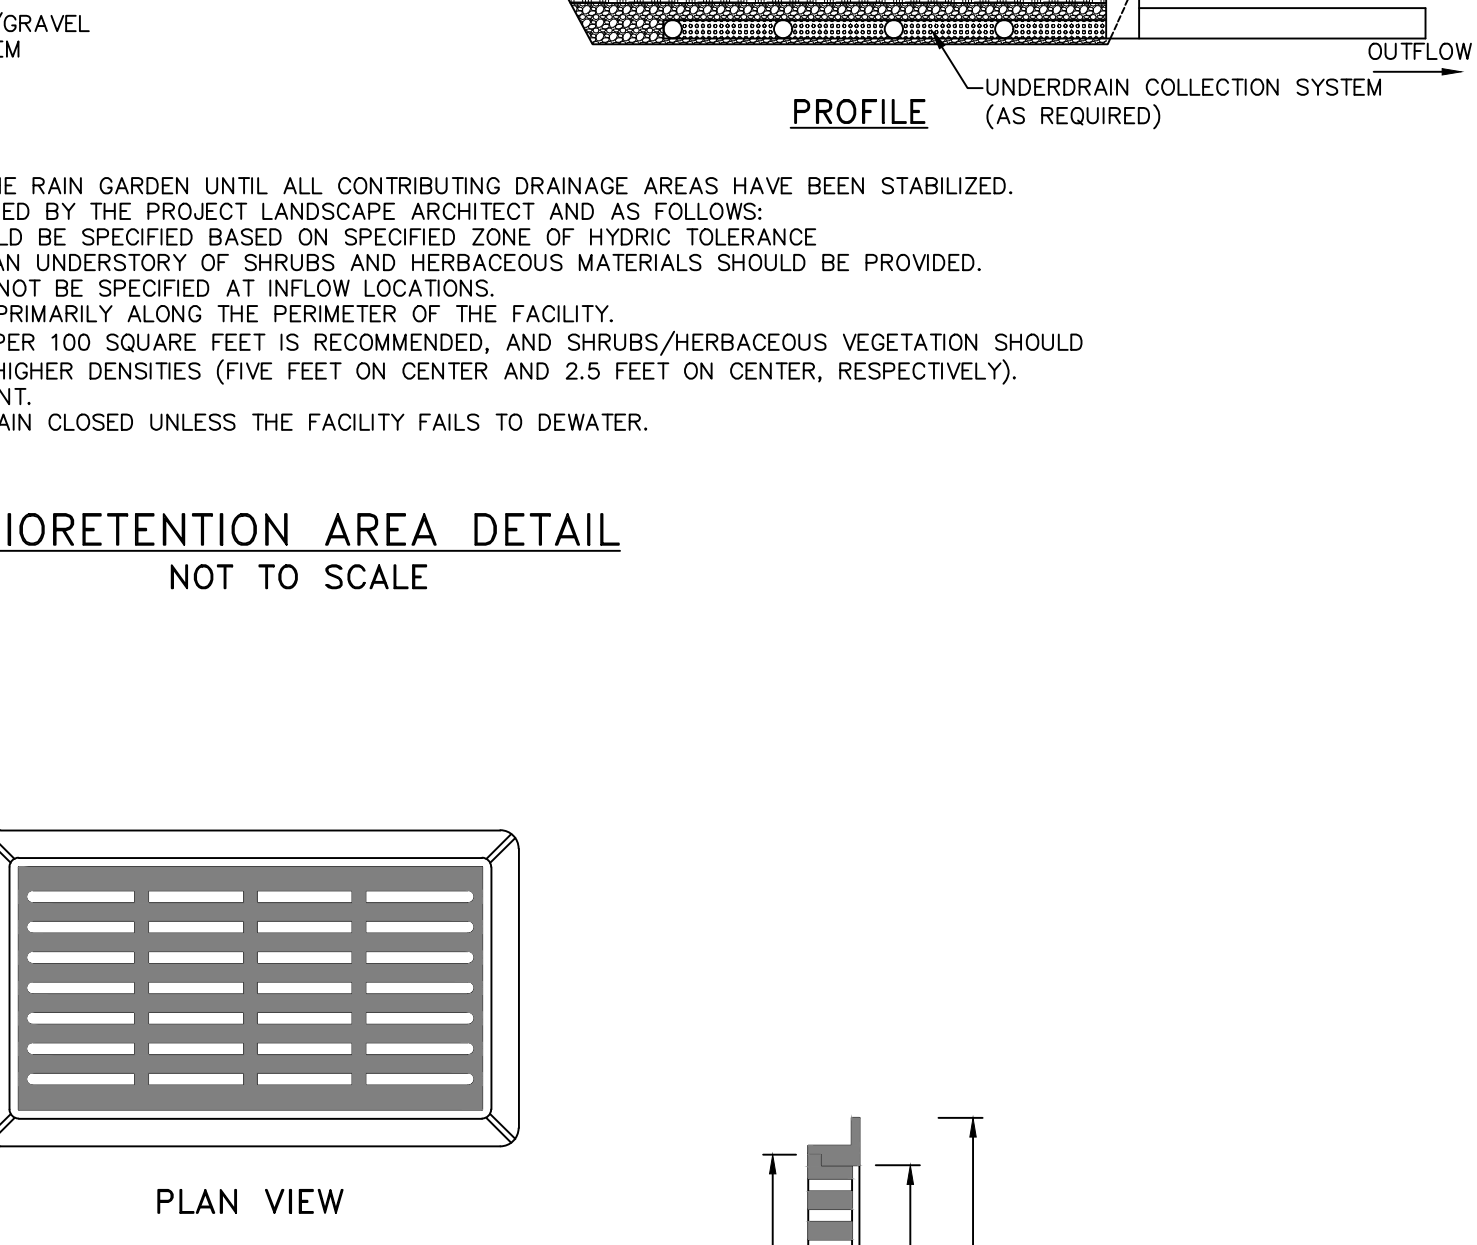 /GRAVEL
EM
OUTFLOW
UNDERDRAIN COLLECTION SYSTEM
(AS REQUIRED)
PROFILE
HE RAIN GARDEN UNTIL ALL CONTRIBUTING DRAINAGE AREAS HAVE BEEN STABILIZED.
ED BY THE PROJECT LANDSCAPE ARCHITECT AND AS FOLLOWS:
LD BE SPECIFIED BASED ON SPECIFIED ZONE OF HYDRIC TOLERANCE
AN UNDERSTORY OF SHRUBS AND HERBACEOUS MATERIALS SHOULD BE PROVIDED.
NOT BE SPECIFIED AT INFLOW LOCATIONS.
PRIMARILY ALONG THE PERIMETER OF THE FACILITY.
PER 100 SQUARE FEET IS RECOMMENDED, AND SHRUBS/HERBACEOUS VEGETATION SHOULD
HIGHER DENSITIES (FIVE FEET ON CENTER AND 2.5 FEET ON CENTER, RESPECTIVELY).
NT.
AIN CLOSED UNLESS THE FACILITY FAILS TO DEWATER.
IORETENTION AREA DETAIL
NOT TO SCALE
PLAN VIEW